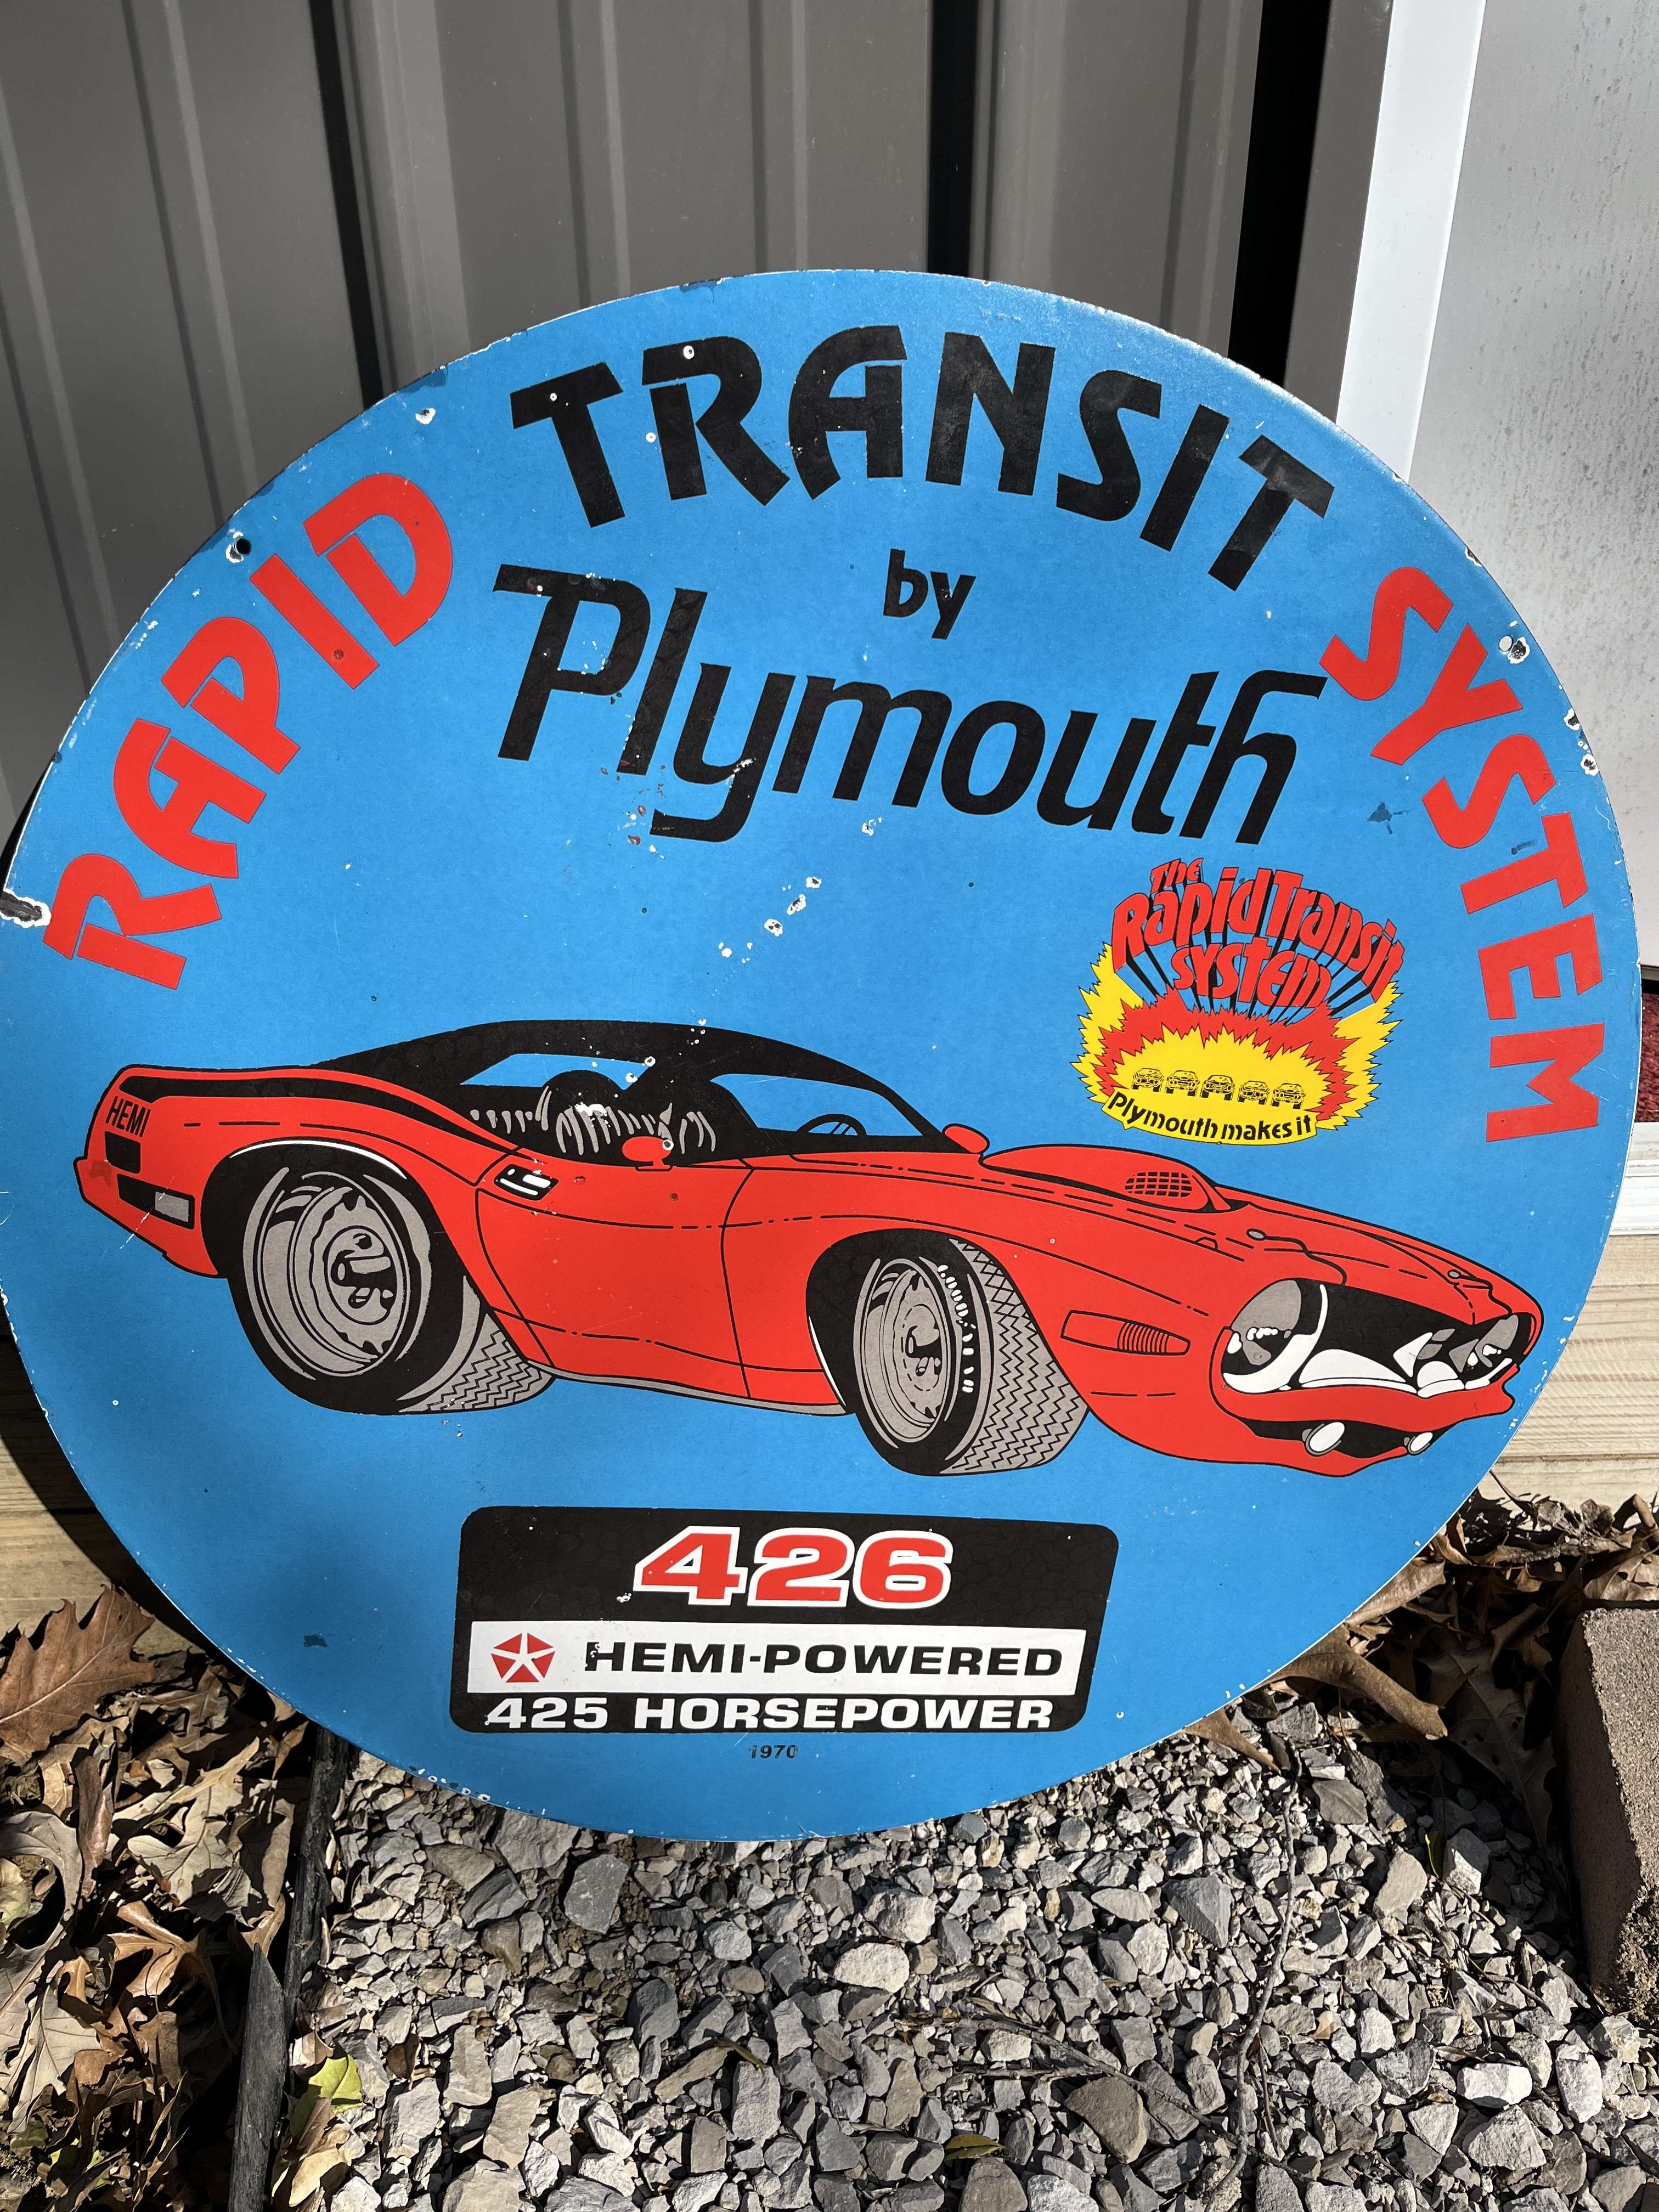 RAPID TRANSIT SYSTEM
by
Plymouth
The
Rapid Transit
System
Plymouth makes it
HEMI
426
HEMI-POWERED
425 HORSEPOWER
1970